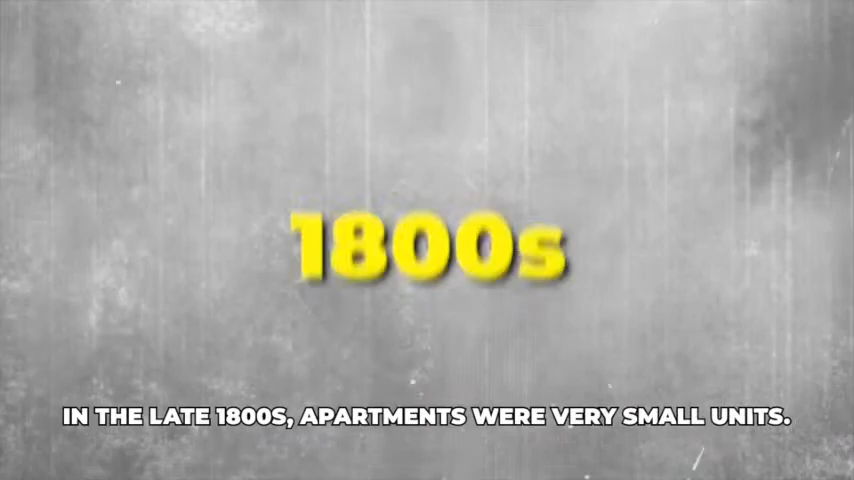 1800s
IN THE LATE 1800S, APARTMENTS WERE VERY SMALL UNITS.